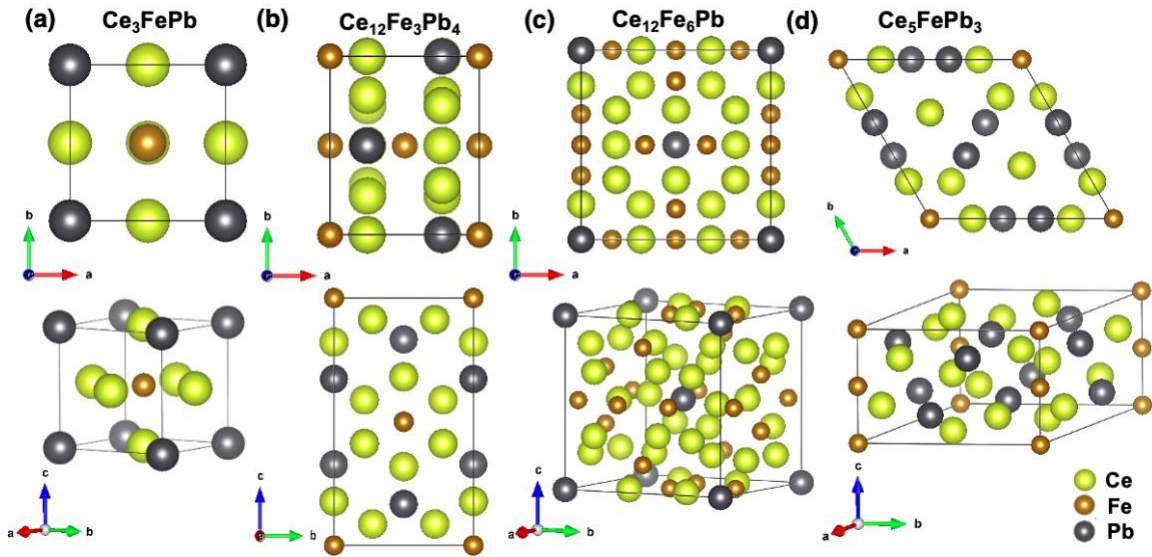 (a) Ce₃FePb
(b) Ce₁₂Fe₃Pb₄
(c) Ce₁₂Fe₆Pb
(d) Ce₅FePb₃
b
a
b
a
b
a
b
a
c
a
b
c
a
b
c
a
b
c
a
b
Ce
Fe
Pb